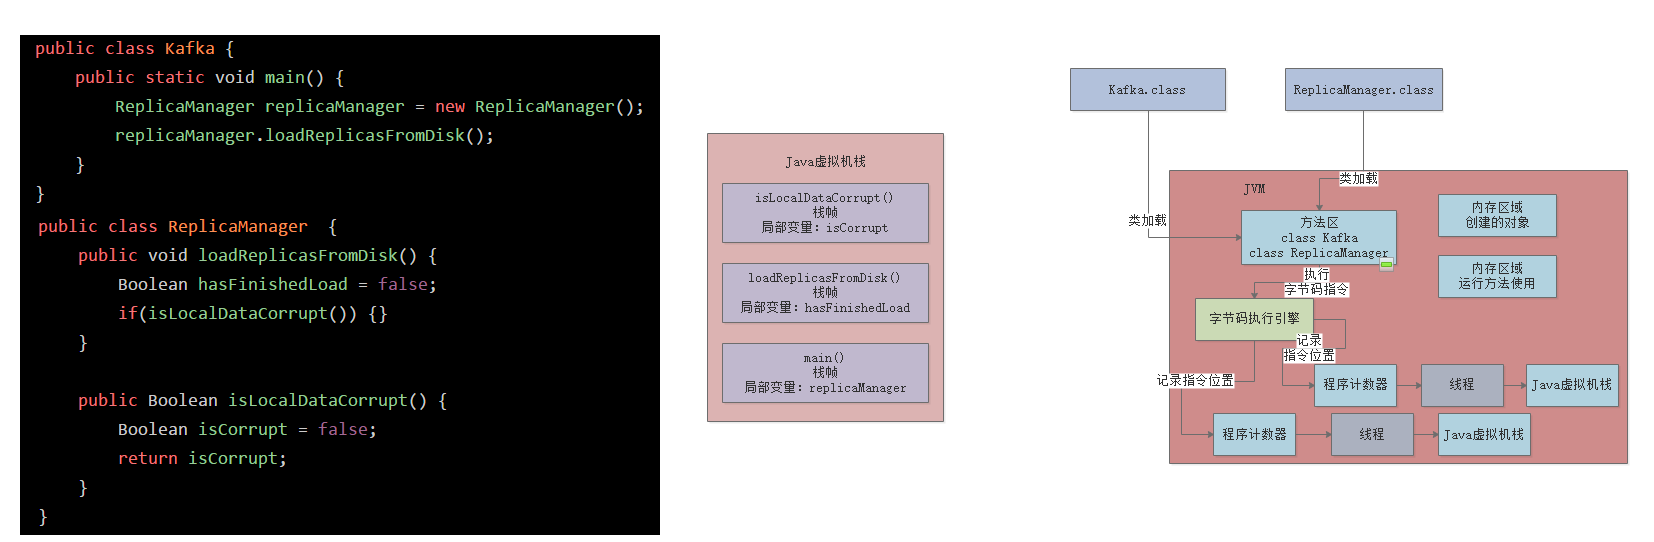 public class Kafka {
public static void main() {
ReplicaManager replicaManager = new ReplicaManager();
replicaManager.loadReplicasFromDisk();
}
}
public class ReplicaManager  {
public void loadReplicasFromDisk() {
Boolean hasFinishedLoad = false;
if(isLocalDataCorrupt()) {}
}
public Boolean isLocalDataCorrupt() {
Boolean isCorrupt = false;
return isCorrupt;
}
}
Java虚拟机栈
isLocalDataCorrupt()
栈帧
局部变量：isCorrupt
loadReplicasFromDisk()
栈帧
局部变量：hasFinishedLoad
main()
栈帧
局部变量：replicaManager
Kafka.class
ReplicaManager.class
类加载
JVM
类加载
方法区
class Kafka
class ReplicaManager
内存区域
创建的对象
内存区域
运行方法使用
执行
字节码指令
字节码执行引擎
记录
指令位置
记录指令位置
程序计数器
线程
Java虚拟机栈
程序计数器
线程
Java虚拟机栈